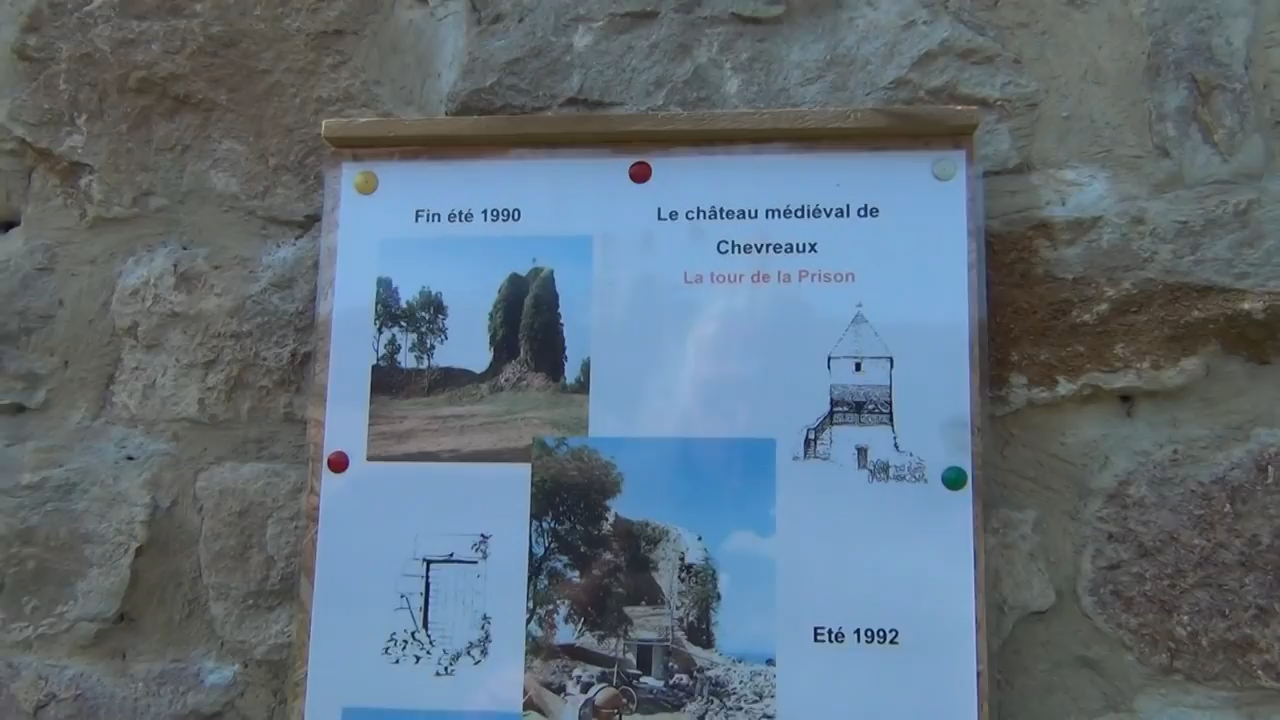 Fin été 1990
Le château médiéval de
Chevreaux
La tour de la Prison
Eté 1992